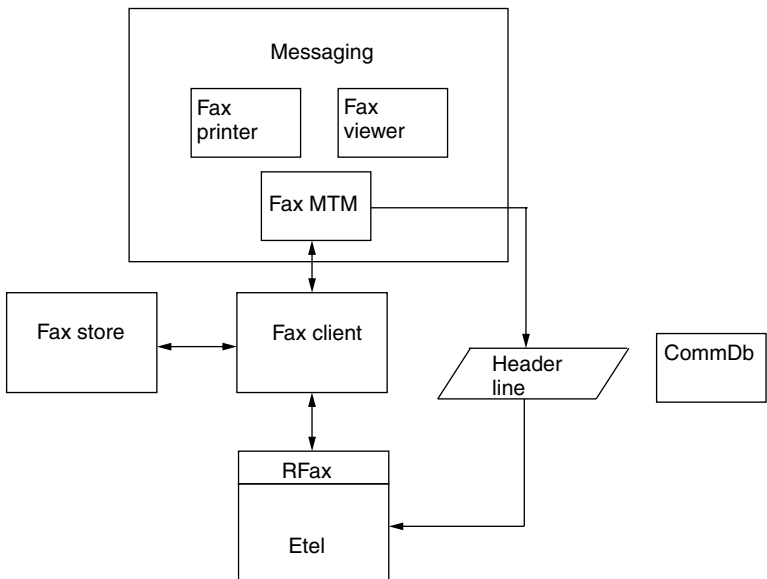 Messaging
Fax
printer
Fax
viewer
Fax MTM
Fax store
Fax client
Header
line
CommDb
RFax
Etel